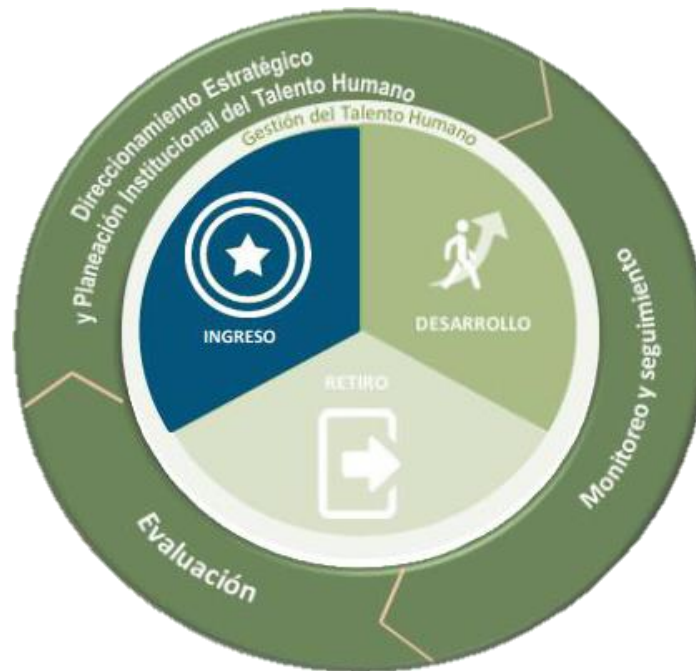 Direccionamiento Estratégico
y Planeación Institucional del Talento Humano
Gestión del Talento Humano
INGRESO
DESARROLLO
RETIRO
Monitoreo y seguimiento
Evaluación